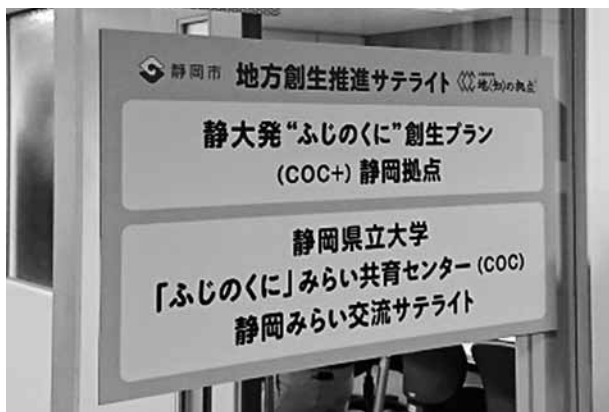 静岡市 地方創生推進サテライト 地(知)の拠点
静大発“ふじのくに”創生プラン
(COC+) 静岡拠点
静岡県立大学
「ふじのくに」みらい共育センター(COC)
静岡みらい交流サテライト